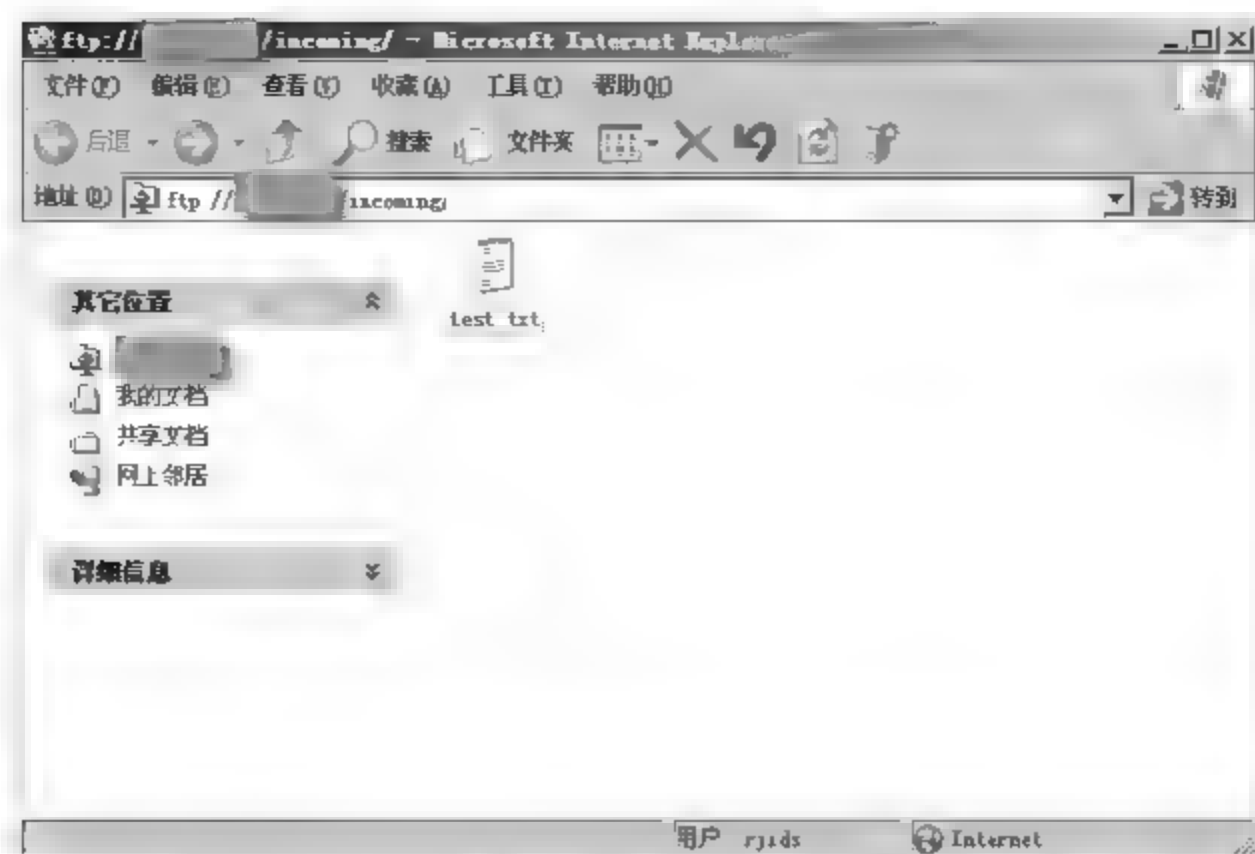 ftp:// /incoming/ - Microsoft Internet Explorer
文件(F) 编辑(E) 查看(V) 收藏(A) 工具(T) 帮助(H)
后退 搜索 文件夹
地址(D) ftp:// /incoming/ 转到
test.txt
其它位置
我的文档
共享文档
网上邻居
详细信息
用户: Internet